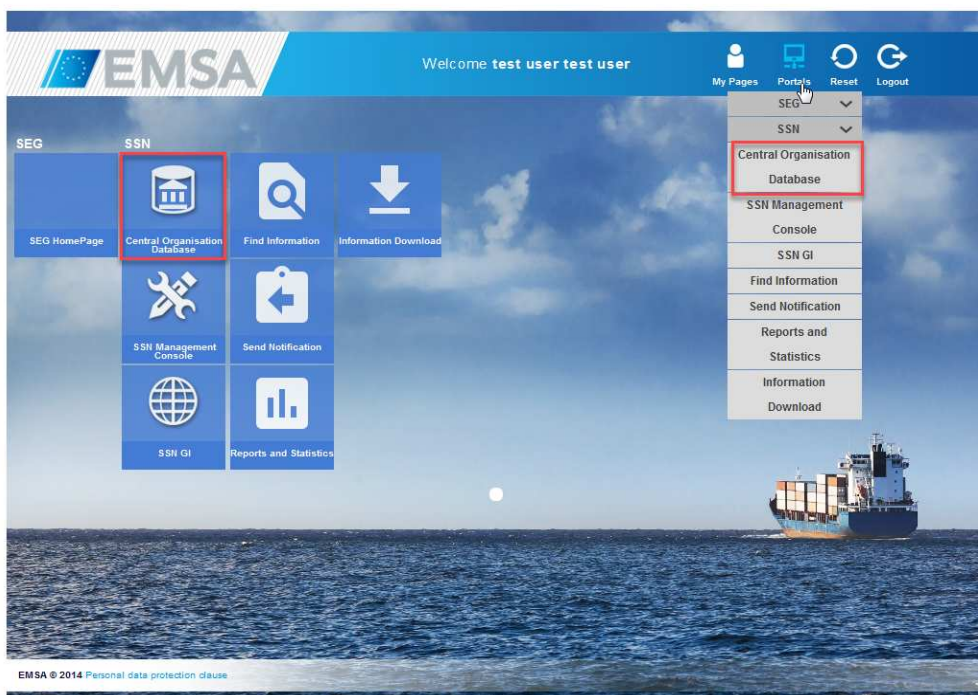 EMSA
Welcome test user test user
My Pages
Portals
Reset
Logout
SEG
SSN
Central Organisation
Database
SSN Management
Console
SSN GI
Find Information
Send Notification
Reports and
Statistics
Information
Download
SEG
SSN
SEG HomePage
Central Organisation
Database
Find Information
Information Download
SSN Management
Console
Send Notification
SSN GI
Reports and Statistics
EMSA © 2014 Personal data protection clause